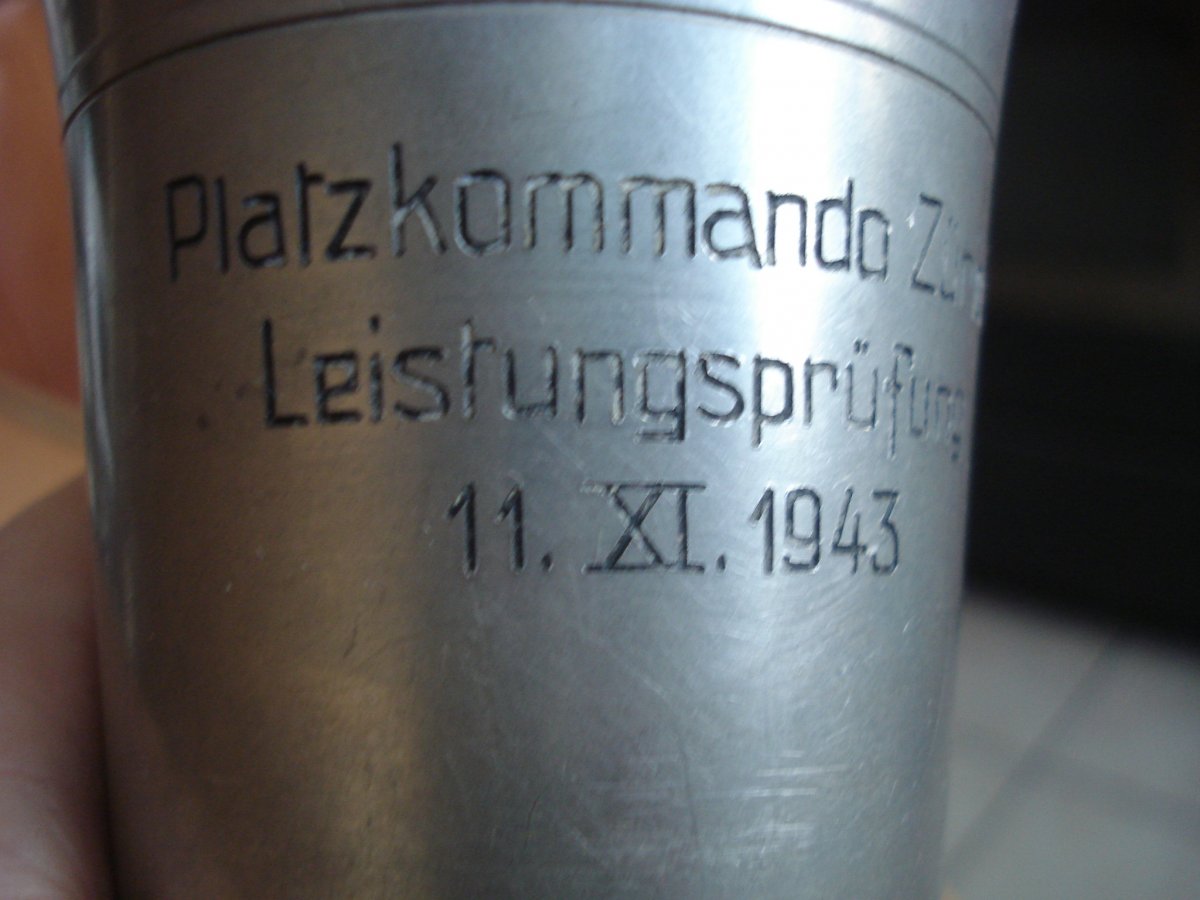 Platzkommando
Leistungsprüfung
11. XI. 1943